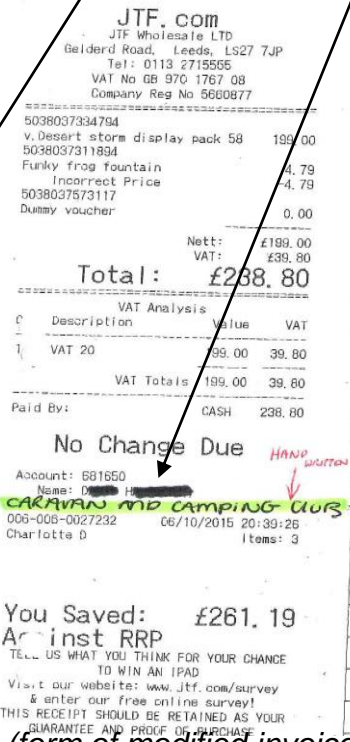 JTF.com
JTF Wholesale LTD
Gelderd Road, Leeds, LS27 7JP
Tel: 0113 2715565
VAT No GB 970 1767 08
Company Reg No 5660877
5038037334794
v.Desert storm display pack 58 199.00
5038037311894
Funky frog fountain 4.79
Incorrect Price -4.79
5038037573117
Dummy voucher 0.00
Nett: £199.00
VAT: £39.80
Total: £238.80
VAT Analysis
C Description Value VAT
1 VAT 20 199.00 39.80
VAT Totals 199.00 39.80
Paid By: CASH 238.80
No Change Due
HAND WRITTEN
Account: 681650
Name: D H
CARAVAN AND CAMPING CLUB
006-006-0027232 06/10/2015 20:39:26
Charlotte D Items: 3
You Saved: £261.19
Against RRP
TELL US WHAT YOU THINK FOR YOUR CHANCE
TO WIN AN IPAD
Visit our website: www.jtf.com/survey
& enter our free online survey!
THIS RECEIPT SHOULD BE RETAINED AS YOUR
GUARANTEE AND PROOF OF PURCHASE
(form of modified invoice